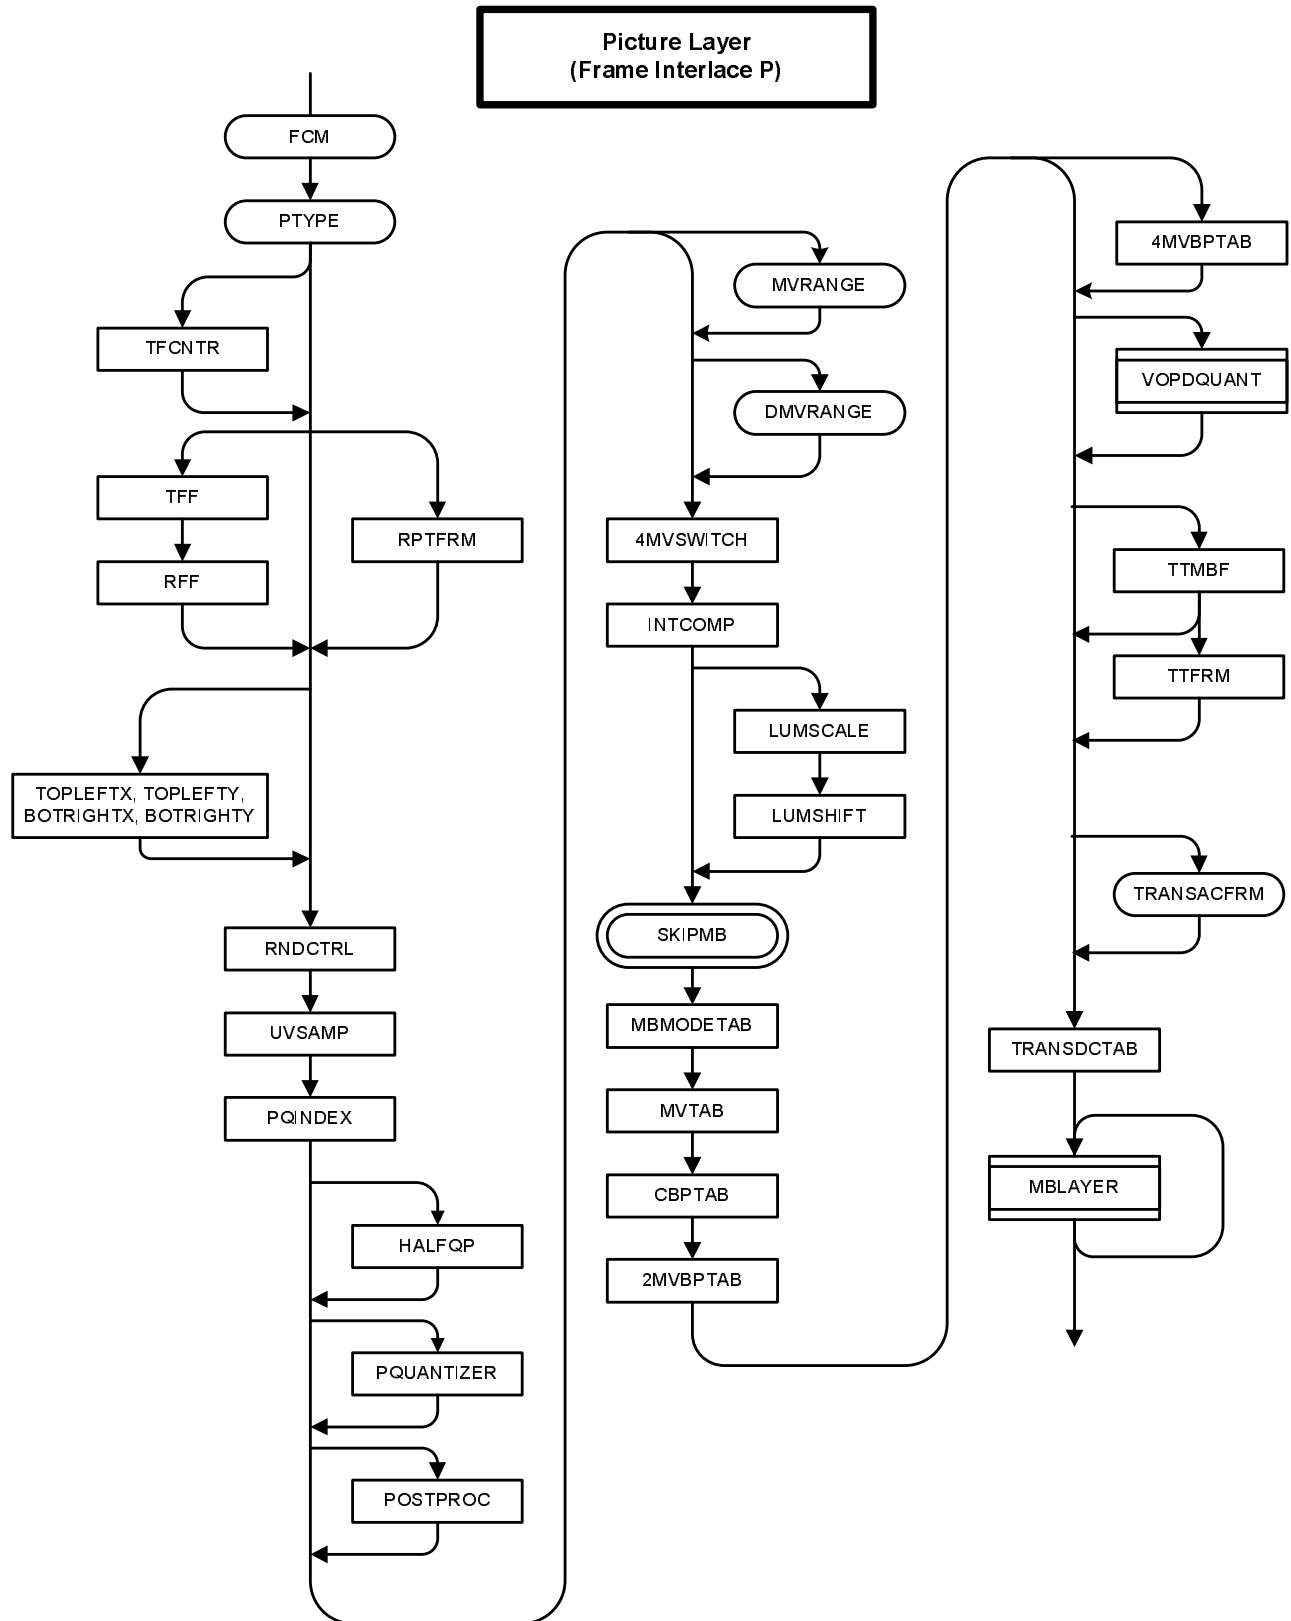 Picture Layer
(Frame Interlace P)
FCM
PTYPE
TFCNTR
TFF
RPTFRM
RFF
TOPLEFTX, TOPLEFTY,
BOTRIGHTX, BOTRIGHTY
RNDCTRL
UVSAMP
PQINDEX
HALFQP
PQUANTIZER
POSTPROC
MVRANGE
DMVRANGE
4MVSWITCH
INTCOMP
LUMSCALE
LUMSHIFT
SKIPMB
MBMODETAB
MVTAB
CBPTAB
2MVBPTAB
4MVBPTAB
VOPDQUANT
TTMBF
TTFRM
TRANSACFRM
TRANSDCTAB
MBLAYER